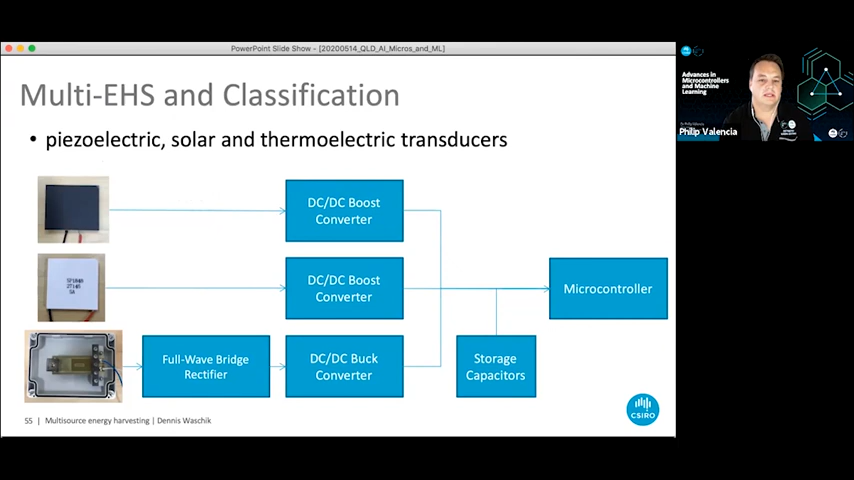 PowerPoint Slide Show - [20200514_QLD_AI_Micros_and_ML]
Multi-EHS and Classification
• piezoelectric, solar and thermoelectric transducers
DC/DC Boost
Converter
DC/DC Boost
Converter
Microcontroller
Full-Wave Bridge
Rectifier
DC/DC Buck
Converter
Storage
Capacitors
CSIRO
55 | Multisource energy harvesting | Dennis Waschik
Advances in
Microcontrollers
and Machine
Learning
Philip Valencia